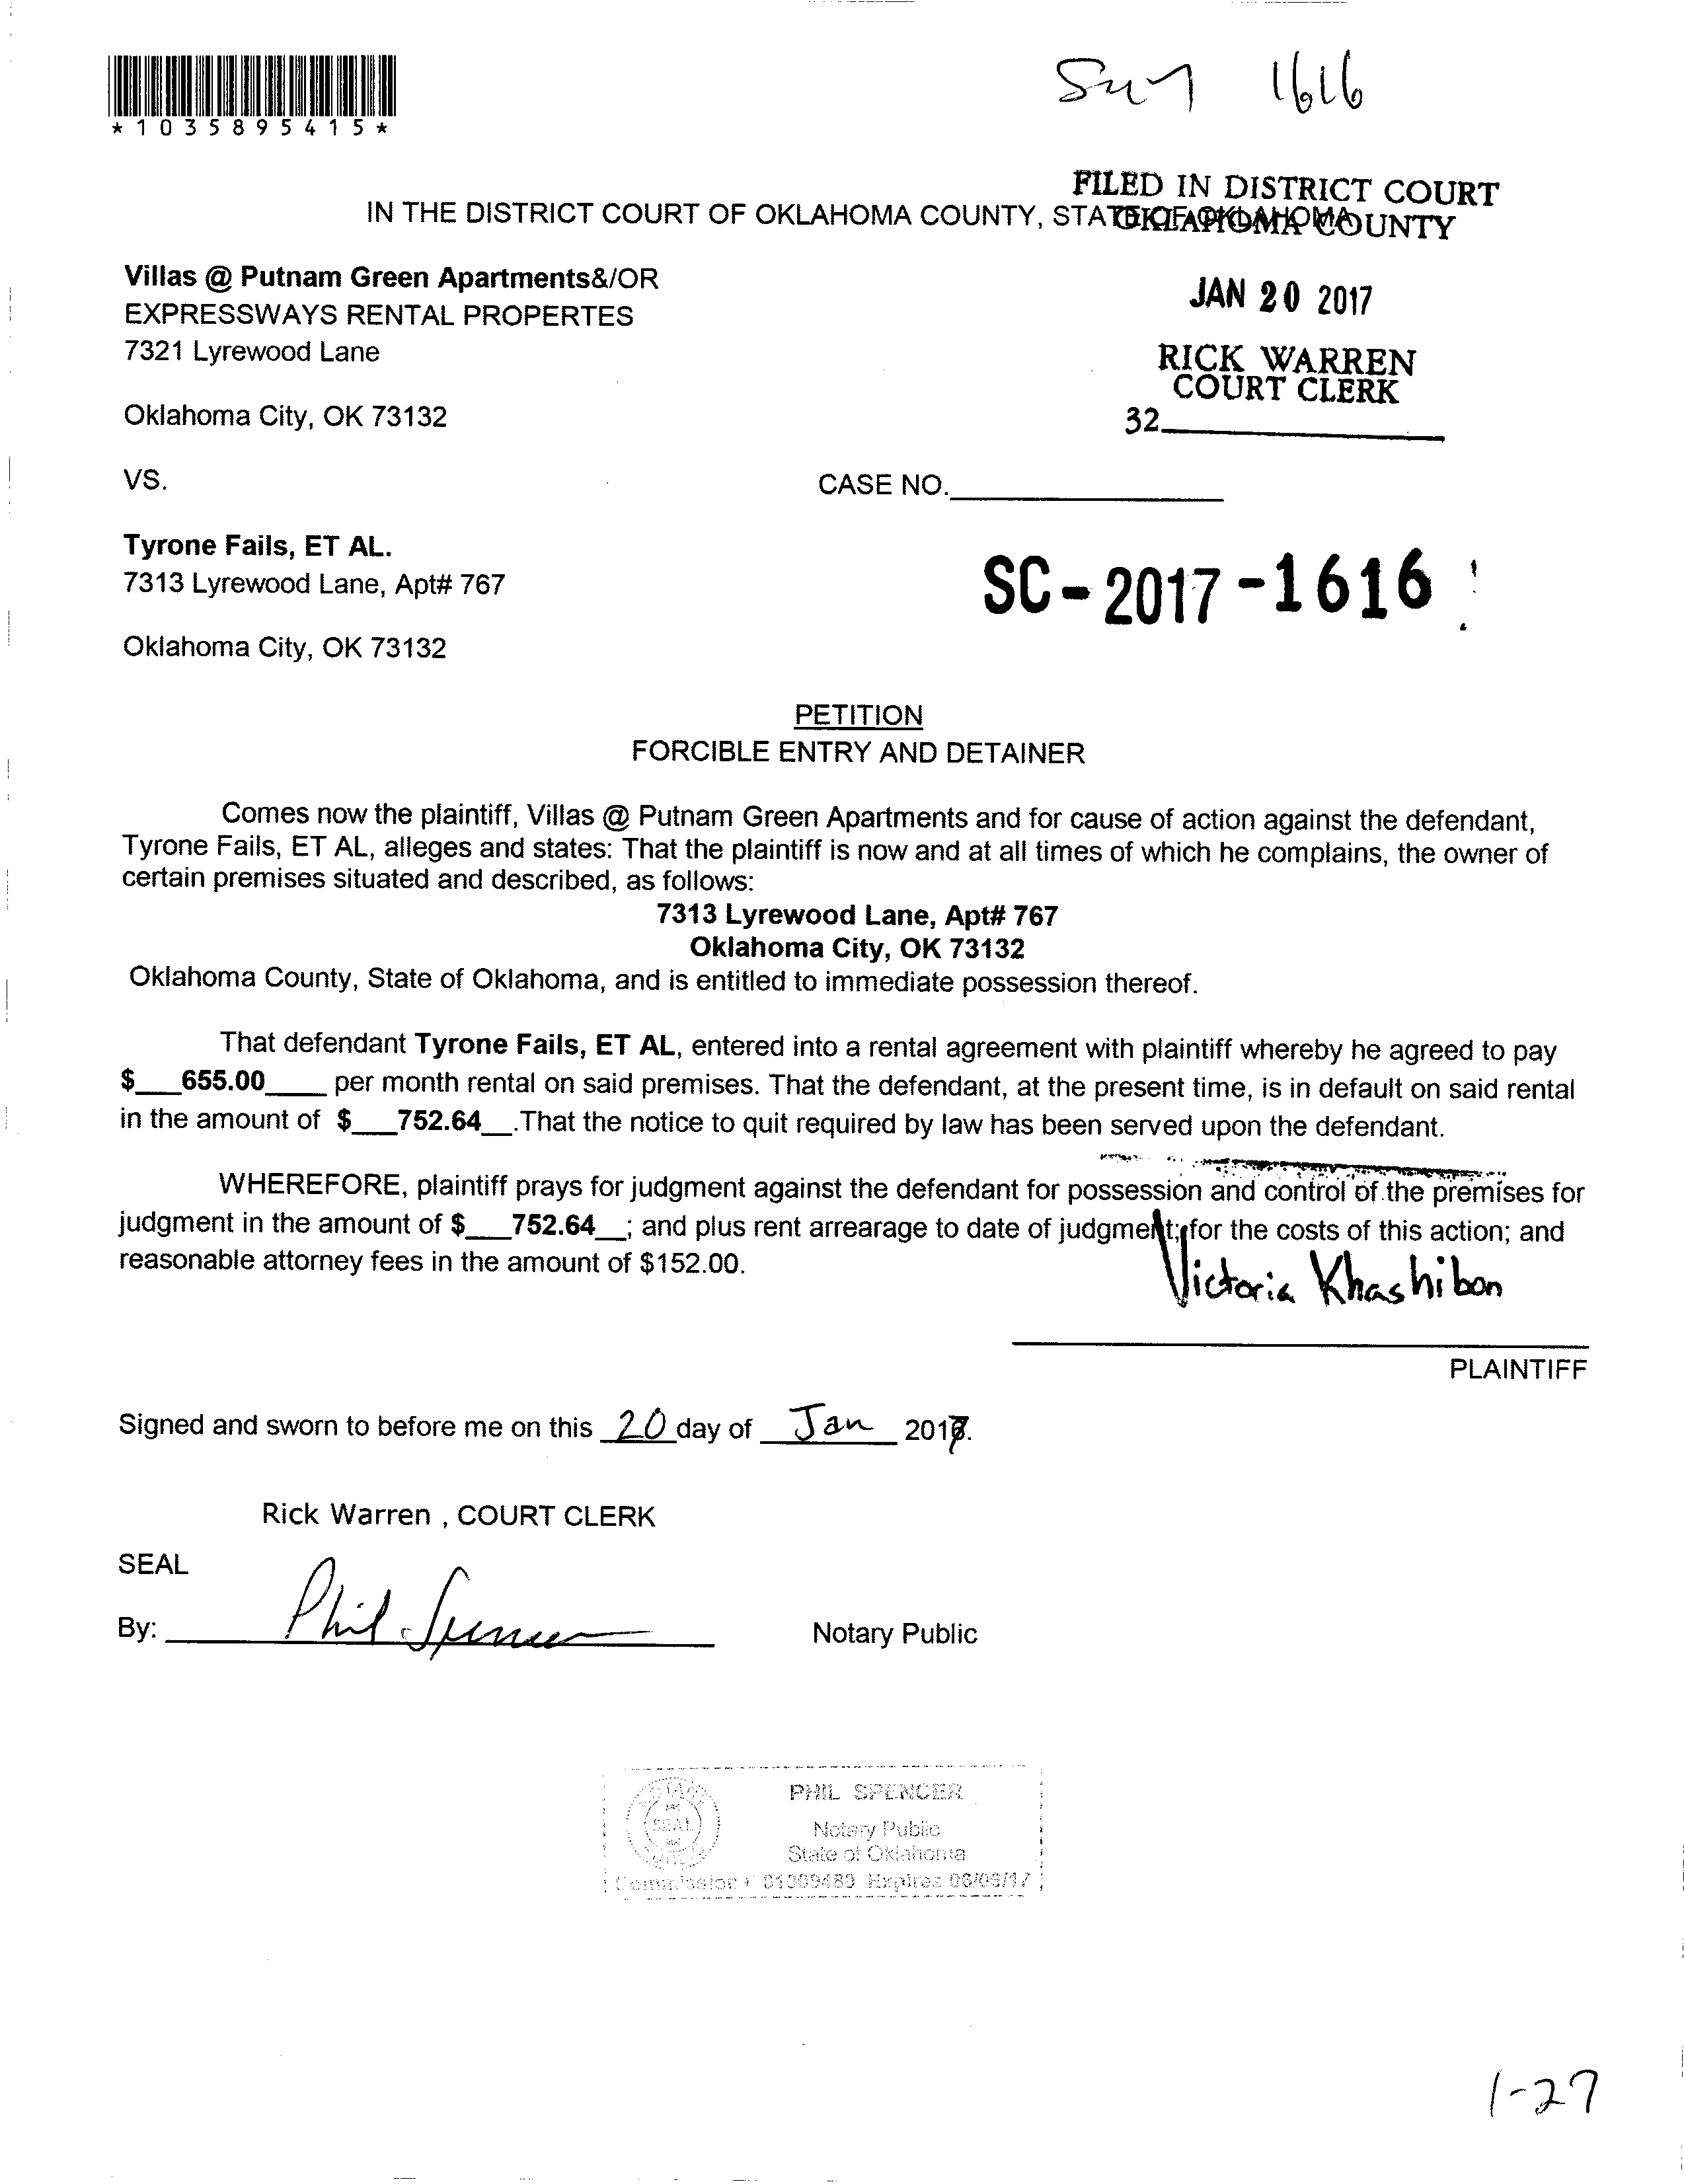 Su7 1616
*1035895415*
FILED IN DISTRICT COURT
OKLAHOMA COUNTY
IN THE DISTRICT COURT OF OKLAHOMA COUNTY, STATE OF OKLAHOMA
Villas @ Putnam Green Apartments&/OR
EXPRESSWAYS RENTAL PROPERTES
7321 Lyrewood Lane
JAN 20 2017
RICK WARREN
COURT CLERK
Oklahoma City, OK 73132
32
VS.
CASE NO.
Tyrone Fails, ET AL.
7313 Lyrewood Lane, Apt# 767
SC-2017-1616
Oklahoma City, OK 73132
PETITION
FORCIBLE ENTRY AND DETAINER
Comes now the plaintiff, Villas @ Putnam Green Apartments and for cause of action against the defendant,
Tyrone Fails, ET AL, alleges and states: That the plaintiff is now and at all times of which he complains, the owner of
certain premises situated and described, as follows:
7313 Lyrewood Lane, Apt# 767
Oklahoma City, OK 73132
Oklahoma County, State of Oklahoma, and is entitled to immediate possession thereof.
That defendant Tyrone Fails, ET AL, entered into a rental agreement with plaintiff whereby he agreed to pay
$___655.00____ per month rental on said premises. That the defendant, at the present time, is in default on said rental
in the amount of $___752.64__.That the notice to quit required by law has been served upon the defendant.
WHEREFORE, plaintiff prays for judgment against the defendant for possession and control of the premises for
judgment in the amount of $___752.64__; and plus rent arrearage to date of judgment; for the costs of this action; and
reasonable attorney fees in the amount of $152.00.
Victoria Khashibon
PLAINTIFF
Signed and sworn to before me on this 20 day of Jan 2017.
Rick Warren , COURT CLERK
SEAL
By: Phil Spencer Notary Public
PHIL SPENCER
SEAL
Notary Public
State of Oklahoma
Commission # 01309489 Expires 06/06/17
1-27